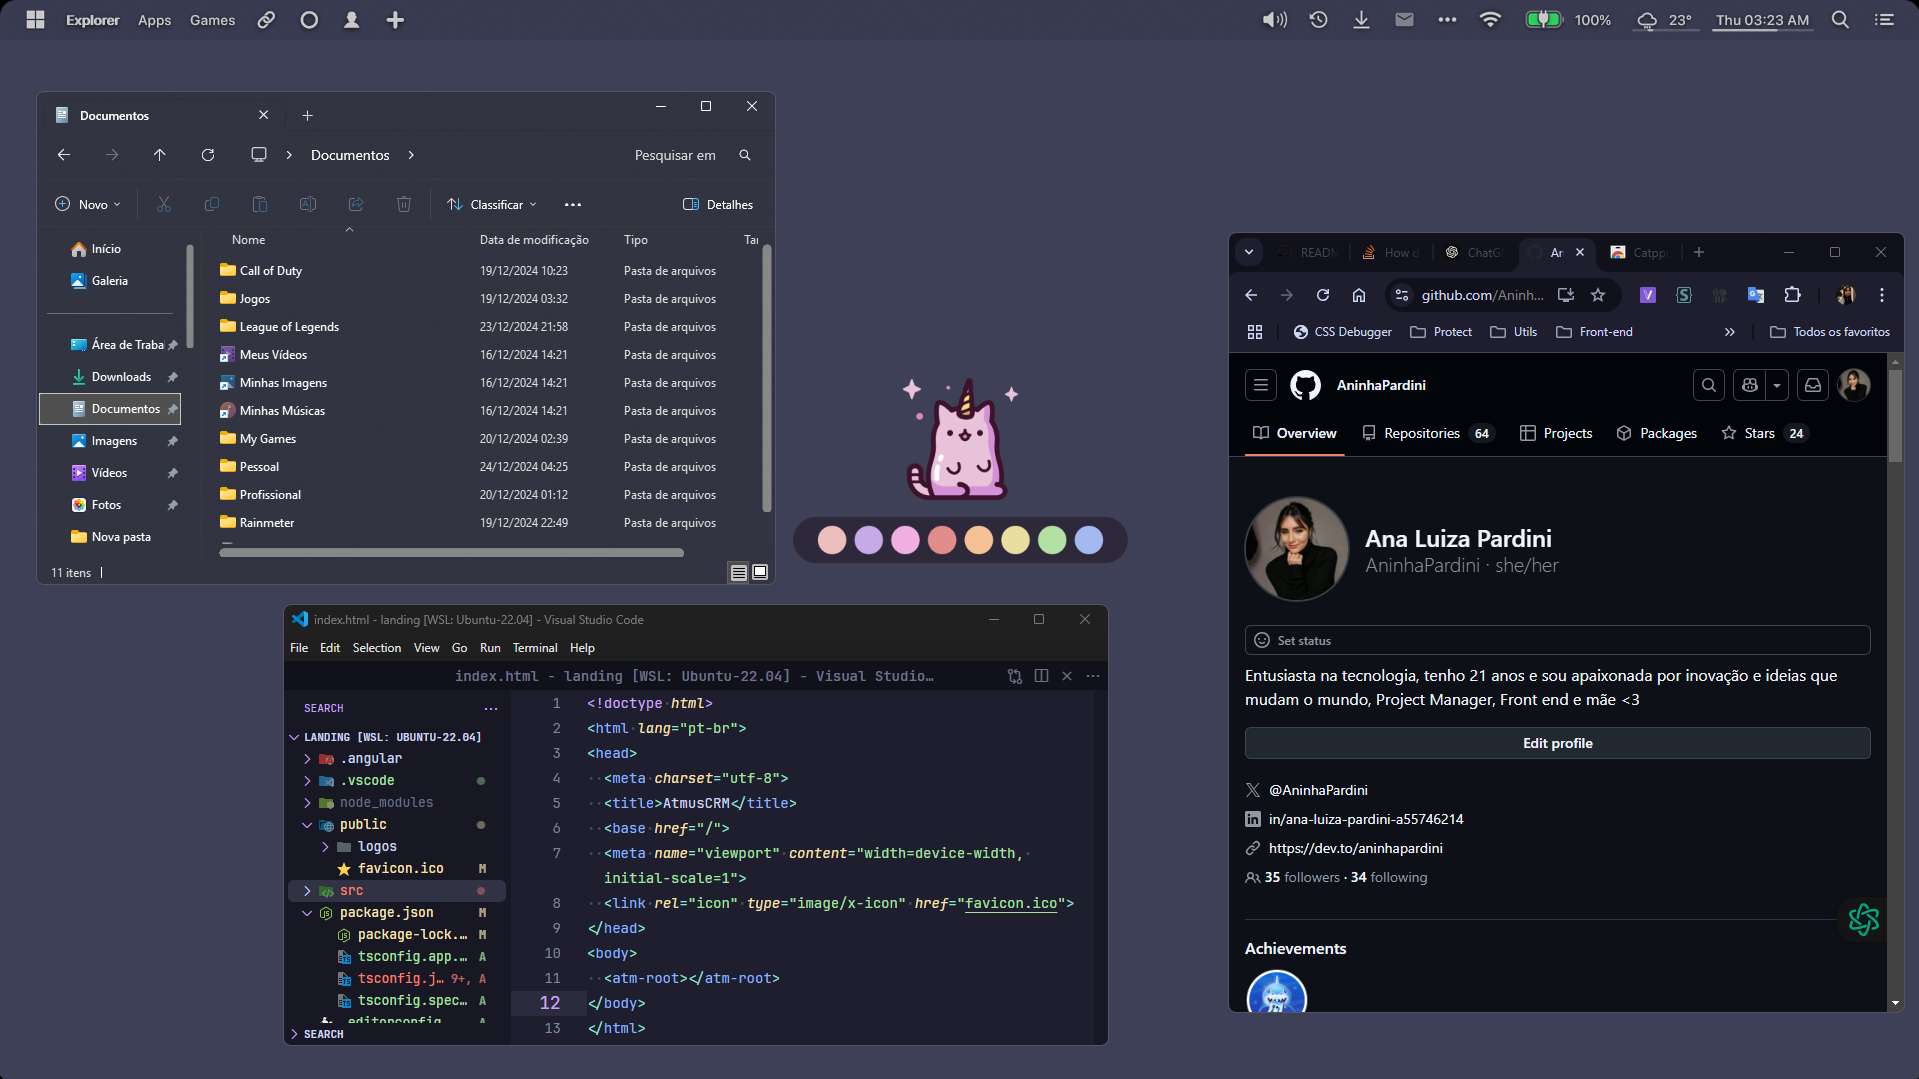 Explorer Apps Games 100% 23° Thu 03:23 AM
Documentos
Documentos Pesquisar em
Novo Classificar Detalhes
Início
Galeria
Área de Traba
Downloads
Documentos
Imagens
Vídeos
Fotos
Nova pasta
Nome Data de modificação Tipo Ta
Call of Duty 19/12/2024 10:23 Pasta de arquivos
Jogos 19/12/2024 03:32 Pasta de arquivos
League of Legends 23/12/2024 21:58 Pasta de arquivos
Meus Vídeos 16/12/2024 14:21 Pasta de arquivos
Minhas Imagens 16/12/2024 14:21 Pasta de arquivos
Minhas Músicas 16/12/2024 14:21 Pasta de arquivos
My Games 20/12/2024 02:39 Pasta de arquivos
Pessoal 24/12/2024 04:25 Pasta de arquivos
Profissional 20/12/2024 01:12 Pasta de arquivos
Rainmeter 19/12/2024 22:49 Pasta de arquivos
11 itens
index.html - landing [WSL: Ubuntu-22.04] - Visual Studio Code
File Edit Selection View Go Run Terminal Help
index.html - landing [WSL: Ubuntu-22.04] - Visual Studio…
SEARCH
LANDING [WSL: UBUNTU-22.04]
.angular
.vscode
node_modules
public
logos
favicon.ico M
src
package.json M
package-lock.… M
tsconfig.app.… A
tsconfig.j… 9+, A
tsconfig.spec… A
.editorconfig A
SEARCH
1 <!doctype html>
2 <html lang="pt-br">
3 <head>
4 <meta charset="utf-8">
5 <title>AtmusCRM</title>
6 <base href="/">
7 <meta name="viewport" content="width=device-width,
initial-scale=1">
8 <link rel="icon" type="image/x-icon" href="favicon.ico">
9 </head>
10 <body>
11 <atm-root></atm-root>
12 </body>
13 </html>
READM How d ChatG Ar Catpp
github.com/Aninh...
CSS Debugger Protect Utils Front-end Todos os favoritos
AninhaPardini
Overview Repositories 64 Projects Packages Stars 24
Ana Luiza Pardini
AninhaPardini · she/her
Set status
Entusiasta na tecnologia, tenho 21 anos e sou apaixonada por inovação e ideias que
mudam o mundo, Project Manager, Front end e mãe <3
Edit profile
@AninhaPardini
in/ana-luiza-pardini-a55746214
https://dev.to/aninhapardini
35 followers · 34 following
Achievements